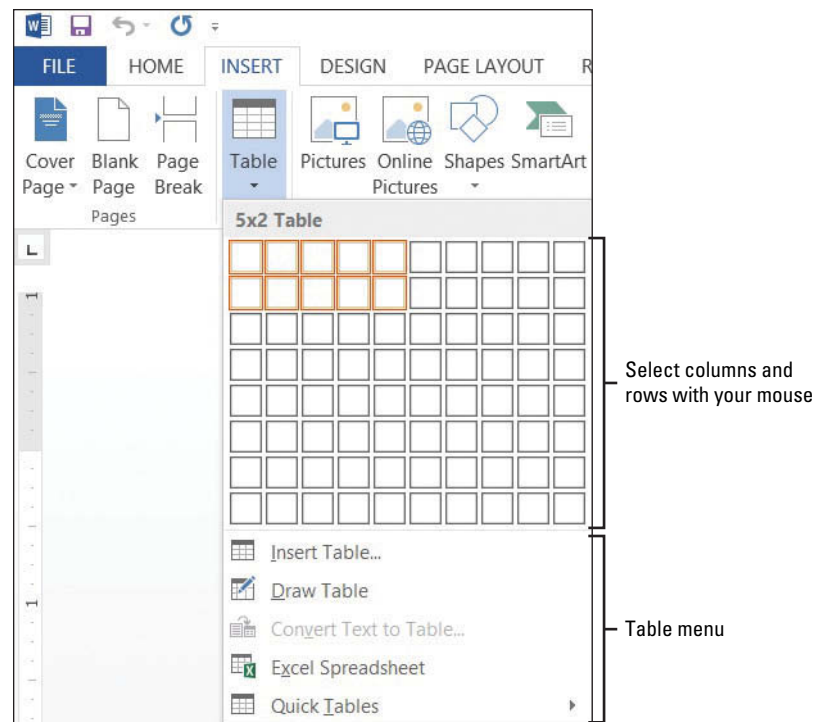 FILE HOME INSERT DESIGN PAGE LAYOUT R
Cover Page Blank Page Page Break Table Pictures Online Pictures Shapes SmartArt
Pages
5x2 Table
L
1
Select columns and
rows with your mouse
Insert Table...
Draw Table
1
Convert Text to Table...
Table menu
Excel Spreadsheet
Quick Tables